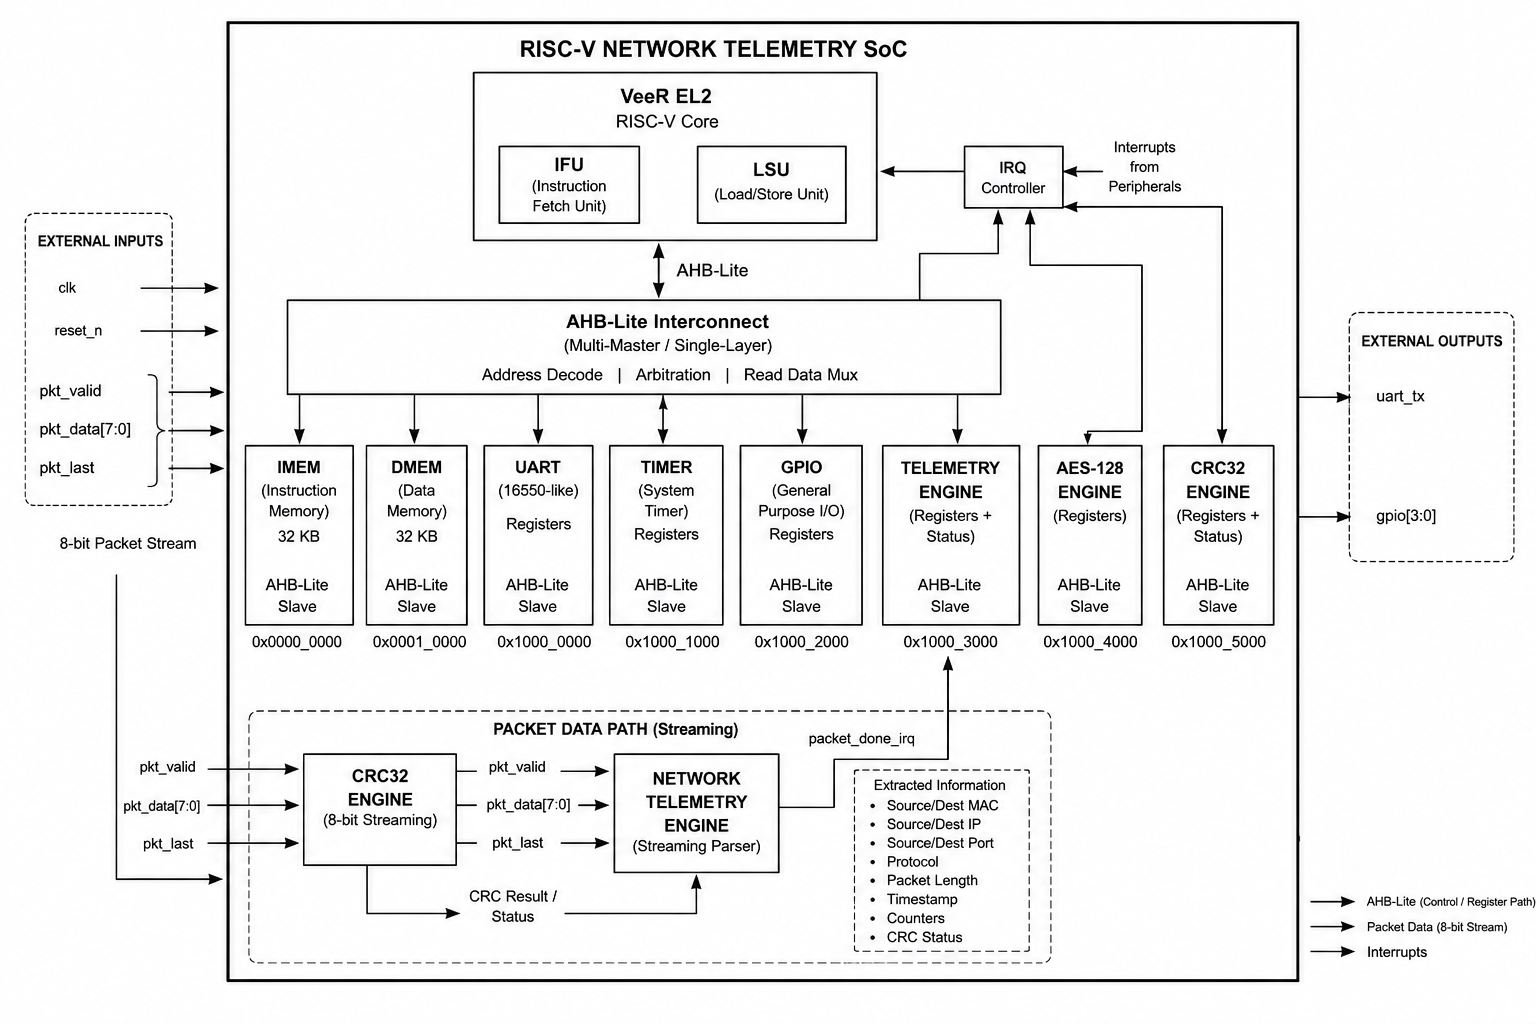 RISC-V NETWORK TELEMETRY SoC
VeeR EL2
RISC-V Core
IFU
(Instruction
Fetch Unit)
LSU
(Load/Store Unit)
IRQ
Controller
Interrupts
from
Peripherals
AHB-Lite
EXTERNAL INPUTS
clk
reset_n
pkt_valid
pkt_data[7:0]
pkt_last
8-bit Packet Stream
AHB-Lite Interconnect
(Multi-Master / Single-Layer)
Address Decode | Arbitration | Read Data Mux
EXTERNAL OUTPUTS
uart_tx
gpio[3:0]
IMEM
(Instruction
Memory)
32 KB
AHB-Lite
Slave
0x0000_0000
DMEM
(Data
Memory)
32 KB
AHB-Lite
Slave
0x0001_0000
UART
(16550-like)
Registers
AHB-Lite
Slave
0x1000_0000
TIMER
(System
Timer)
Registers
AHB-Lite
Slave
0x1000_1000
GPIO
(General
Purpose I/O)
Registers
AHB-Lite
Slave
0x1000_2000
TELEMETRY
ENGINE
(Registers +
Status)
AHB-Lite
Slave
0x1000_3000
AES-128
ENGINE
(Registers)
AHB-Lite
Slave
0x1000_4000
CRC32
ENGINE
(Registers +
Status)
AHB-Lite
Slave
0x1000_5000
PACKET DATA PATH (Streaming)
pkt_valid
pkt_data[7:0]
pkt_last
CRC32
ENGINE
(8-bit Streaming)
pkt_valid
pkt_data[7:0]
pkt_last
CRC Result /
Status
NETWORK
TELEMETRY
ENGINE
(Streaming Parser)
packet_done_irq
Extracted Information
• Source/Dest MAC
• Source/Dest IP
• Source/Dest Port
• Protocol
• Packet Length
• Timestamp
• Counters
• CRC Status
AHB-Lite (Control / Register Path)
Packet Data (8-bit Stream)
Interrupts